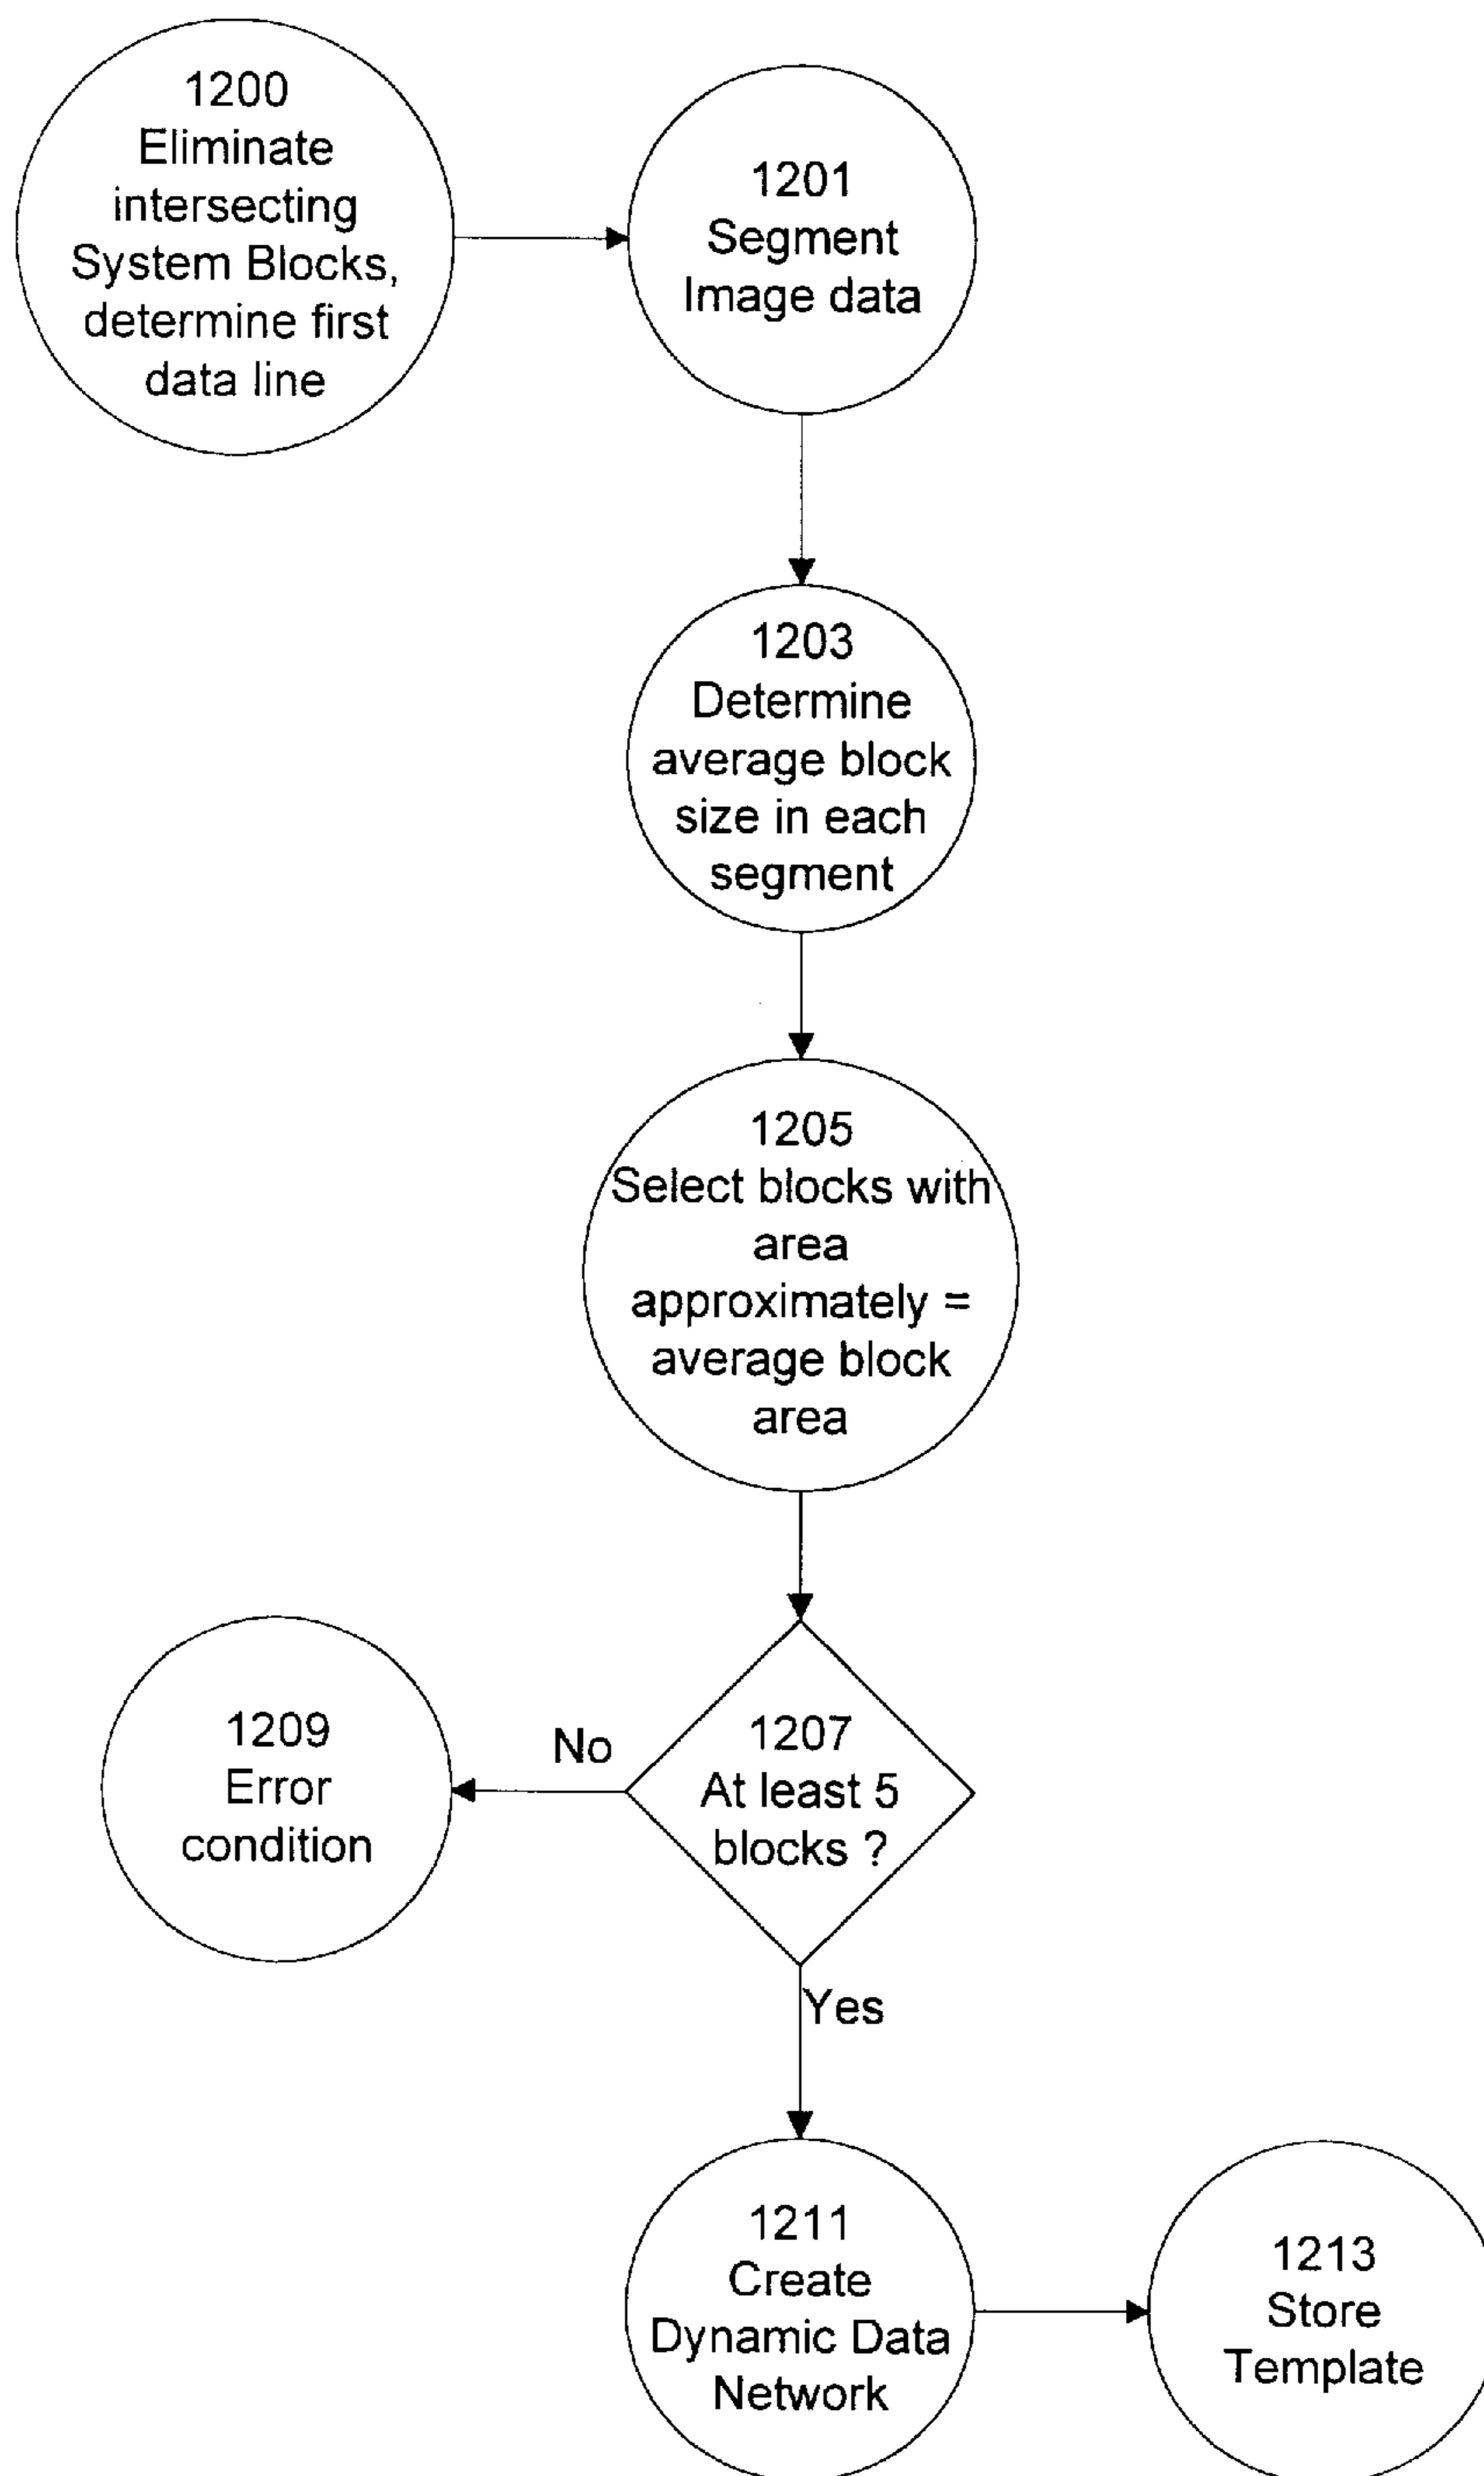 1200
Eliminate
intersecting
System Blocks,
determine first
data line
1201
Segment
Image data
1203
Determine
average block
size in each
segment
1205
Select blocks with
area
approximately =
average block
area
1207
At least 5
blocks ?
No
1209
Error
condition
Yes
1211
Create
Dynamic Data
Network
1213
Store
Template